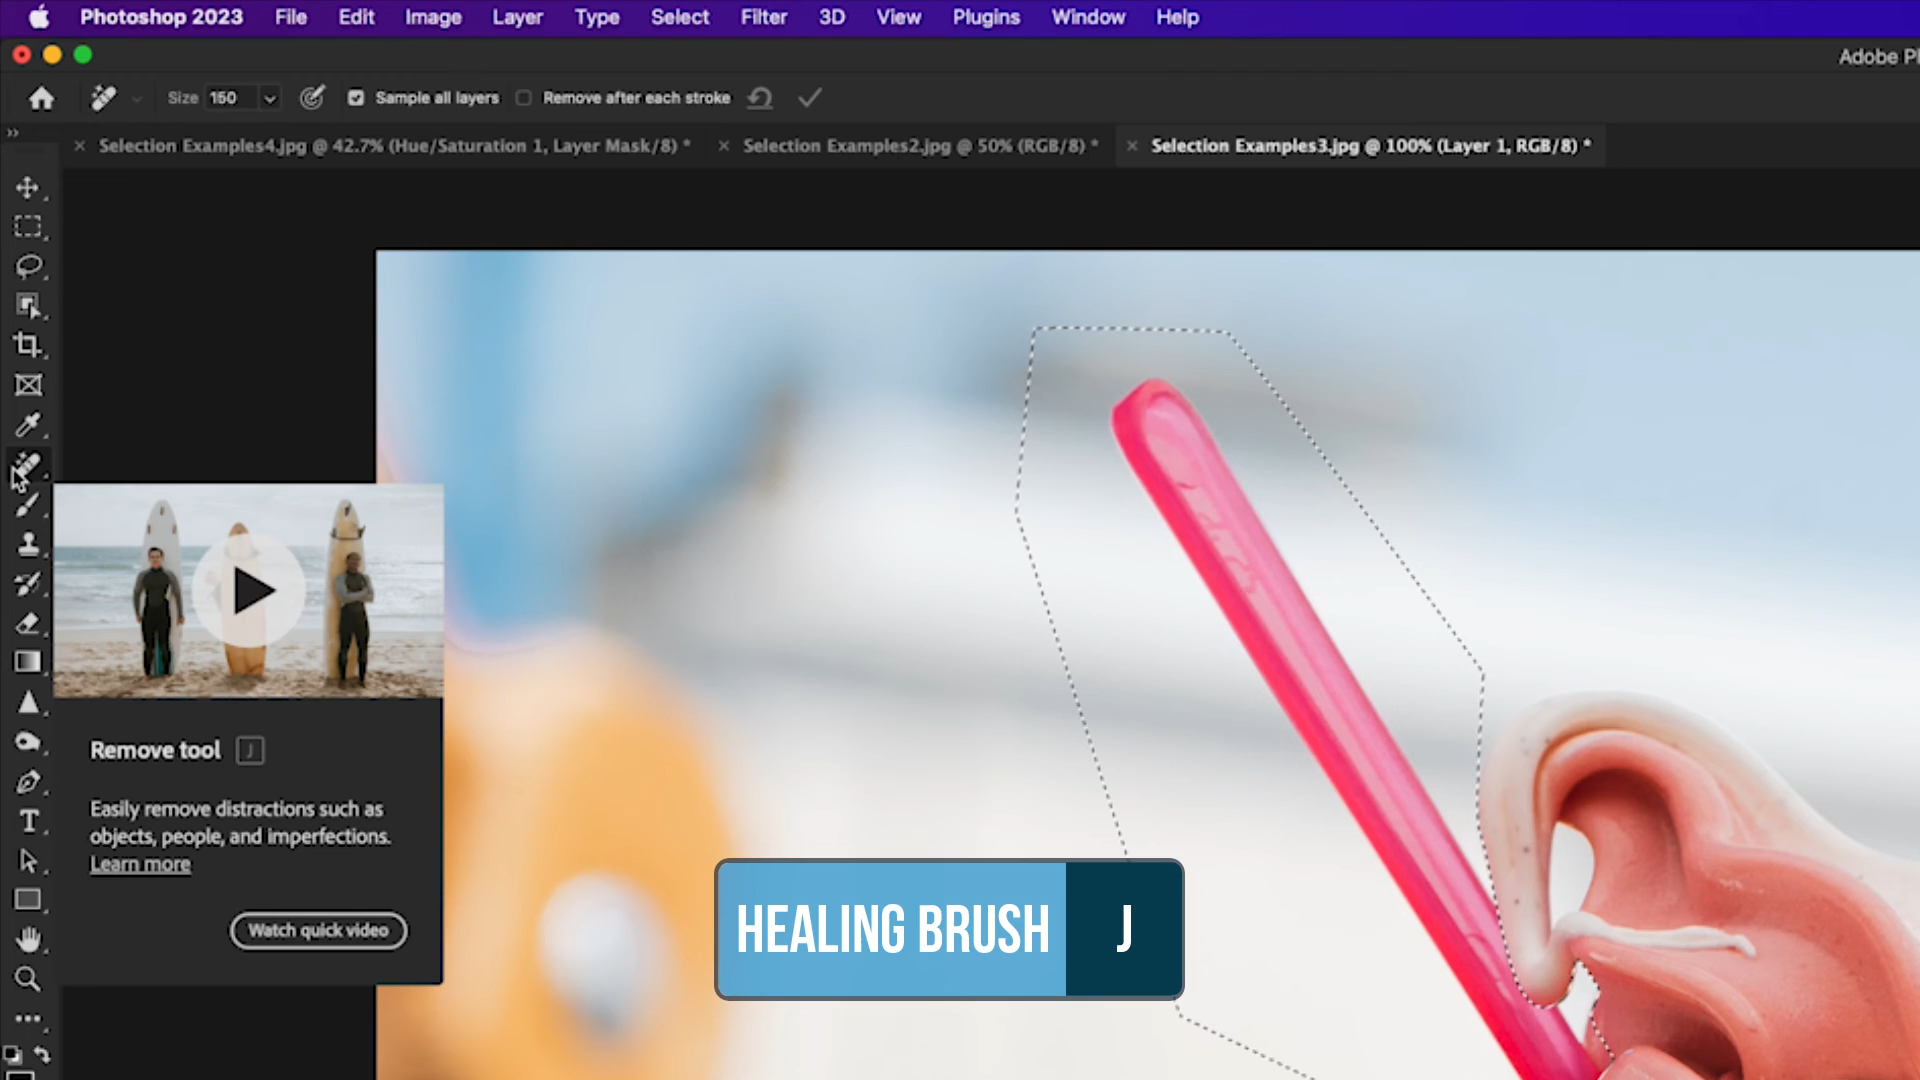 Photoshop 2023 File Edit Image Layer Type Select Filter 3D View Plugins Window Help
Size 150 Sample all layers Remove after each stroke
Selection Examples4.jpg @ 42.7% (Hue/Saturation 1, Layer Mask/8) * Selection Examples2.jpg @ 50% (RGB/8) * Selection Examples3.jpg @ 100% (Layer 1, RGB/8) *
Remove tool J
Easily remove distractions such as
objects, people, and imperfections.
Learn more
Watch quick video
HEALING BRUSH J